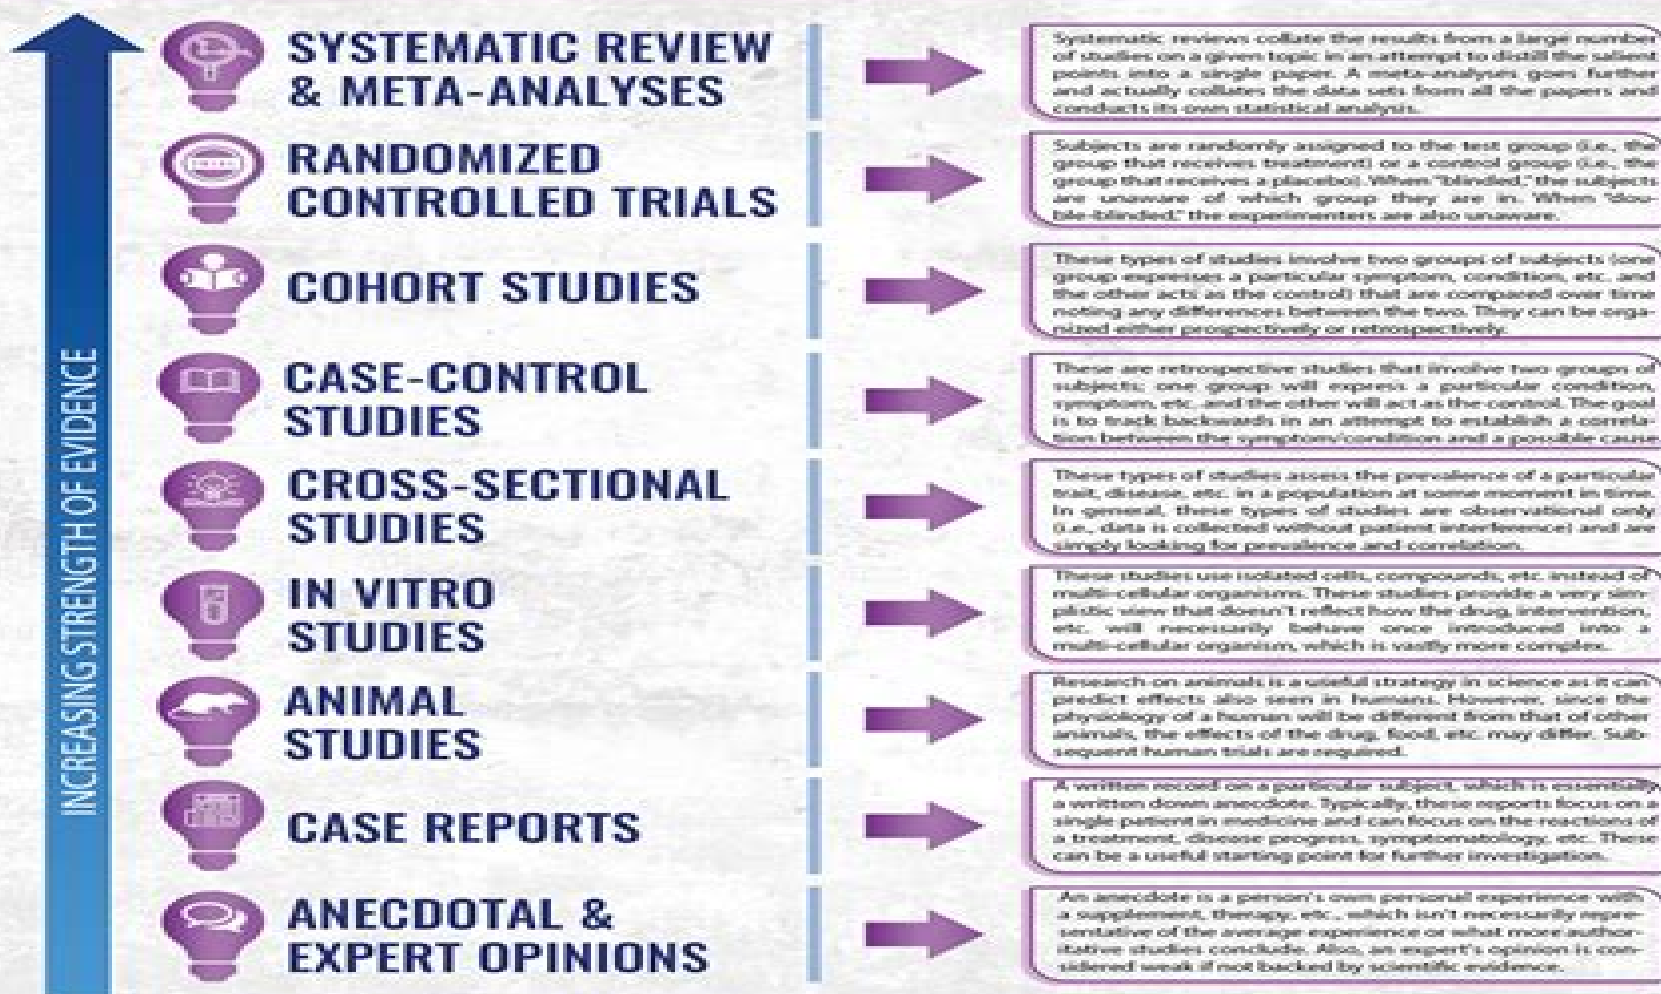 INCREASING STRENGTH OF EVIDENCE
SYSTEMATIC REVIEW
& META-ANALYSES
Systematic reviews collate the results from a large number
of studies on a given topic in an attempt to distill the salient
points into a single paper. A meta-analyses goes further
and actually collates the data sets from all the papers and
conducts its own statistical analysis.
RANDOMIZED
CONTROLLED TRIALS
Subjects are randomly assigned to the test group (i.e., the
group that receives treatment) or a control group (i.e., the
group that receives a placebo). When "blinded," the subjects
are unaware of which group they are in. When "dou-
ble-blinded," the experimenters are also unaware.
COHORT STUDIES
These types of studies involve two groups of subjects (one
group expresses a particular symptom, condition, etc. and
the other acts as the control) that are compared over time
noting any differences between the two. They can be orga-
nized either prospectively or retrospectively.
CASE-CONTROL
STUDIES
These are retrospective studies that involve two groups of
subjects; one group will express a particular condition,
symptom, etc. and the other will act as the control. The goal
is to track backwards in an attempt to establish a correla-
tion between the symptom/condition and a possible cause
CROSS-SECTIONAL
STUDIES
These types of studies assess the prevalence of a particular
trait, disease, etc. in a population at some moment in time.
In general, these types of studies are observational only
(i.e., data is collected without patient interference) and are
simply looking for prevalence and correlation.
IN VITRO
STUDIES
These studies use isolated cells, compounds, etc. instead of
multi-cellular organisms. These studies provide a very sim-
plistic view that doesn't reflect how the drug, intervention,
etc. will necessarily behave once introduced into a
multi-cellular organism, which is vastly more complex.
ANIMAL
STUDIES
Research on animals is a useful strategy in science as it can
predict effects also seen in humans. However, since the
physiology of a human will be different from that of other
animals, the effects of the drug, food, etc. may differ. Sub-
sequent human trials are required.
CASE REPORTS
A written record on a particular subject, which is essentially
a written down anecdote. Typically, these reports focus on a
single patient in medicine and can focus on the reactions of
a treatment, disease progress, symptomatology, etc. These
can be a useful starting point for further investigation.
ANECDOTAL &
EXPERT OPINIONS
An anecdote is a person's own personal experience with
a supplement, therapy, etc., which isn't necessarily repre-
sentative of the average experience or what more author-
itative studies conclude. Also, an expert's opinion is con-
sidered weak if not backed by scientific evidence.